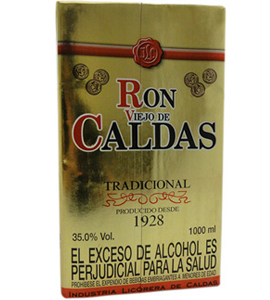 RON
VIEJO DE
CALDAS
TRADICIONAL
PRODUCIDO DESDE
1928
35.0% Vol.
1000 ml
EL EXCESO DE ALCOHOL ES
PERJUDICIAL PARA LA SALUD
PROHIBESE EL EXPENDIO DE BEBIDAS EMBRIAGANTES A MENORES DE EDAD
INDUSTRIA LICORERA DE CALDAS